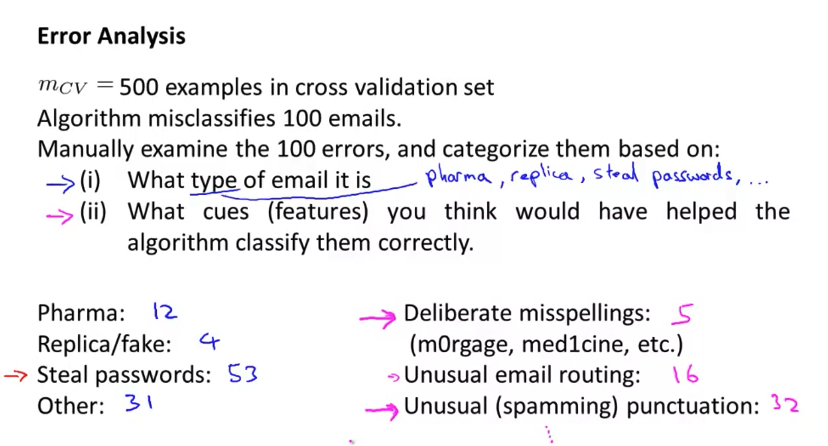 Error Analysis
m_CV = 500 examples in cross validation set
Algorithm misclassifies 100 emails.
Manually examine the 100 errors, and categorize them based on:
→ (i) What type of email it is pharma, replica, steal passwords, ...
→ (ii) What cues (features) you think would have helped the
algorithm classify them correctly.
Pharma: 12
Replica/fake: 4
→ Steal passwords: 53
Other: 31
→ Deliberate misspellings: 5
(m0rgage, med1cine, etc.)
→ Unusual email routing: 16
→ Unusual (spamming) punctuation: 32
⋮